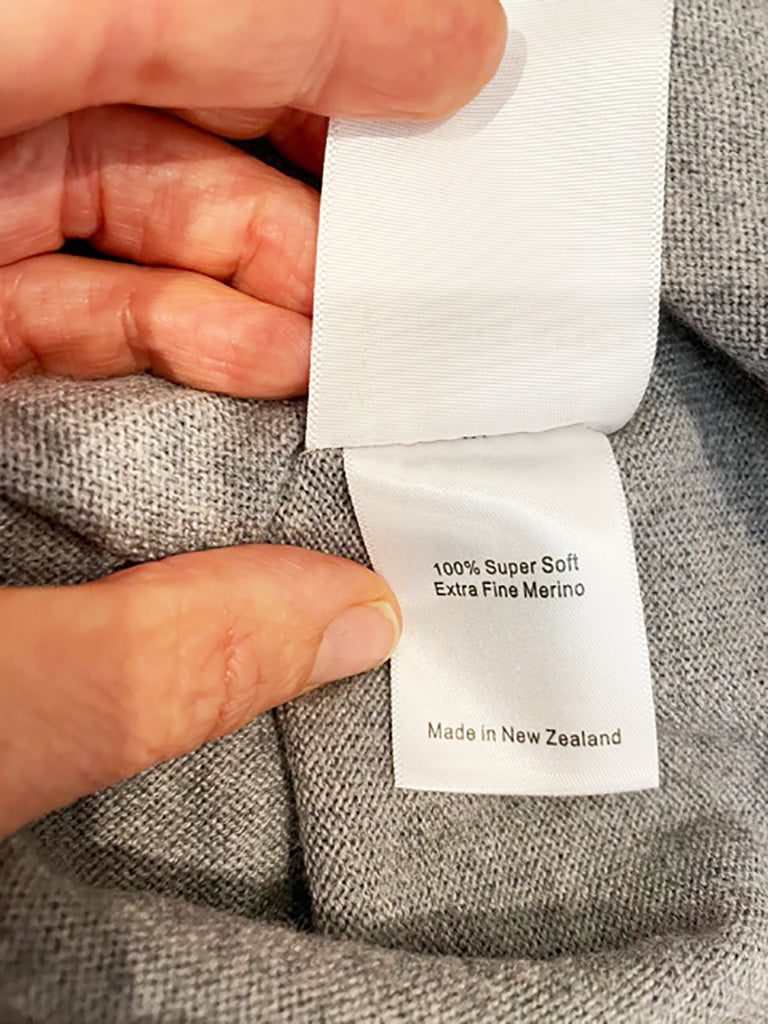 100% Super Soft
Extra Fine Merino
Made in New Zealand